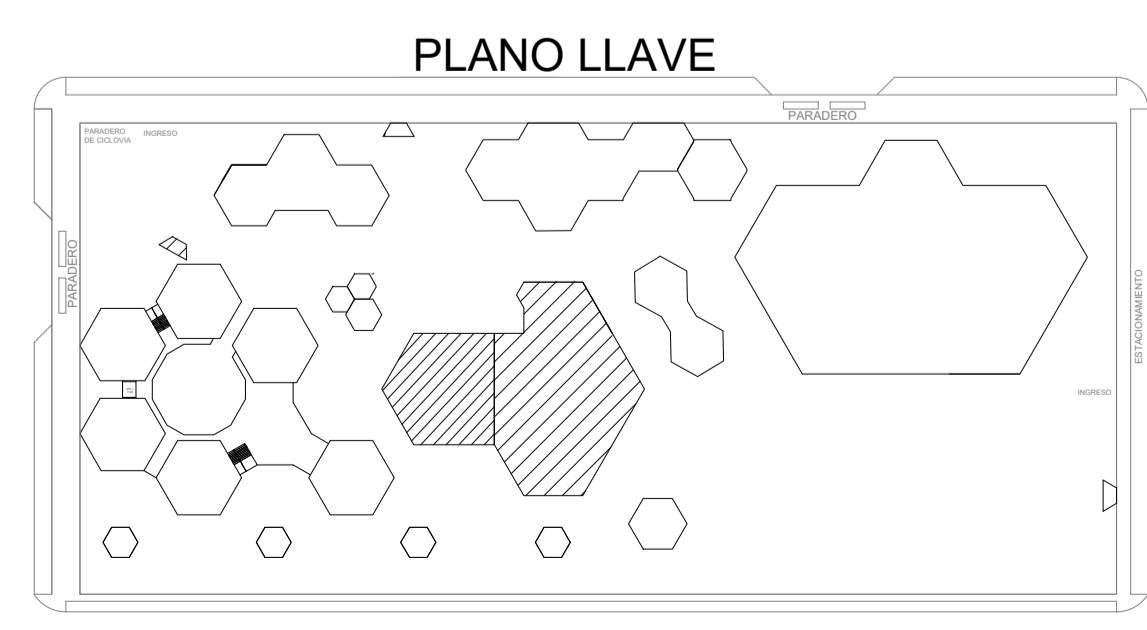 PLANO LLAVE
PARADERO
PARADERO
DE CICLOVIA
INGRESO
PARADERO
ESTACIONAMIENTO
INGRESO